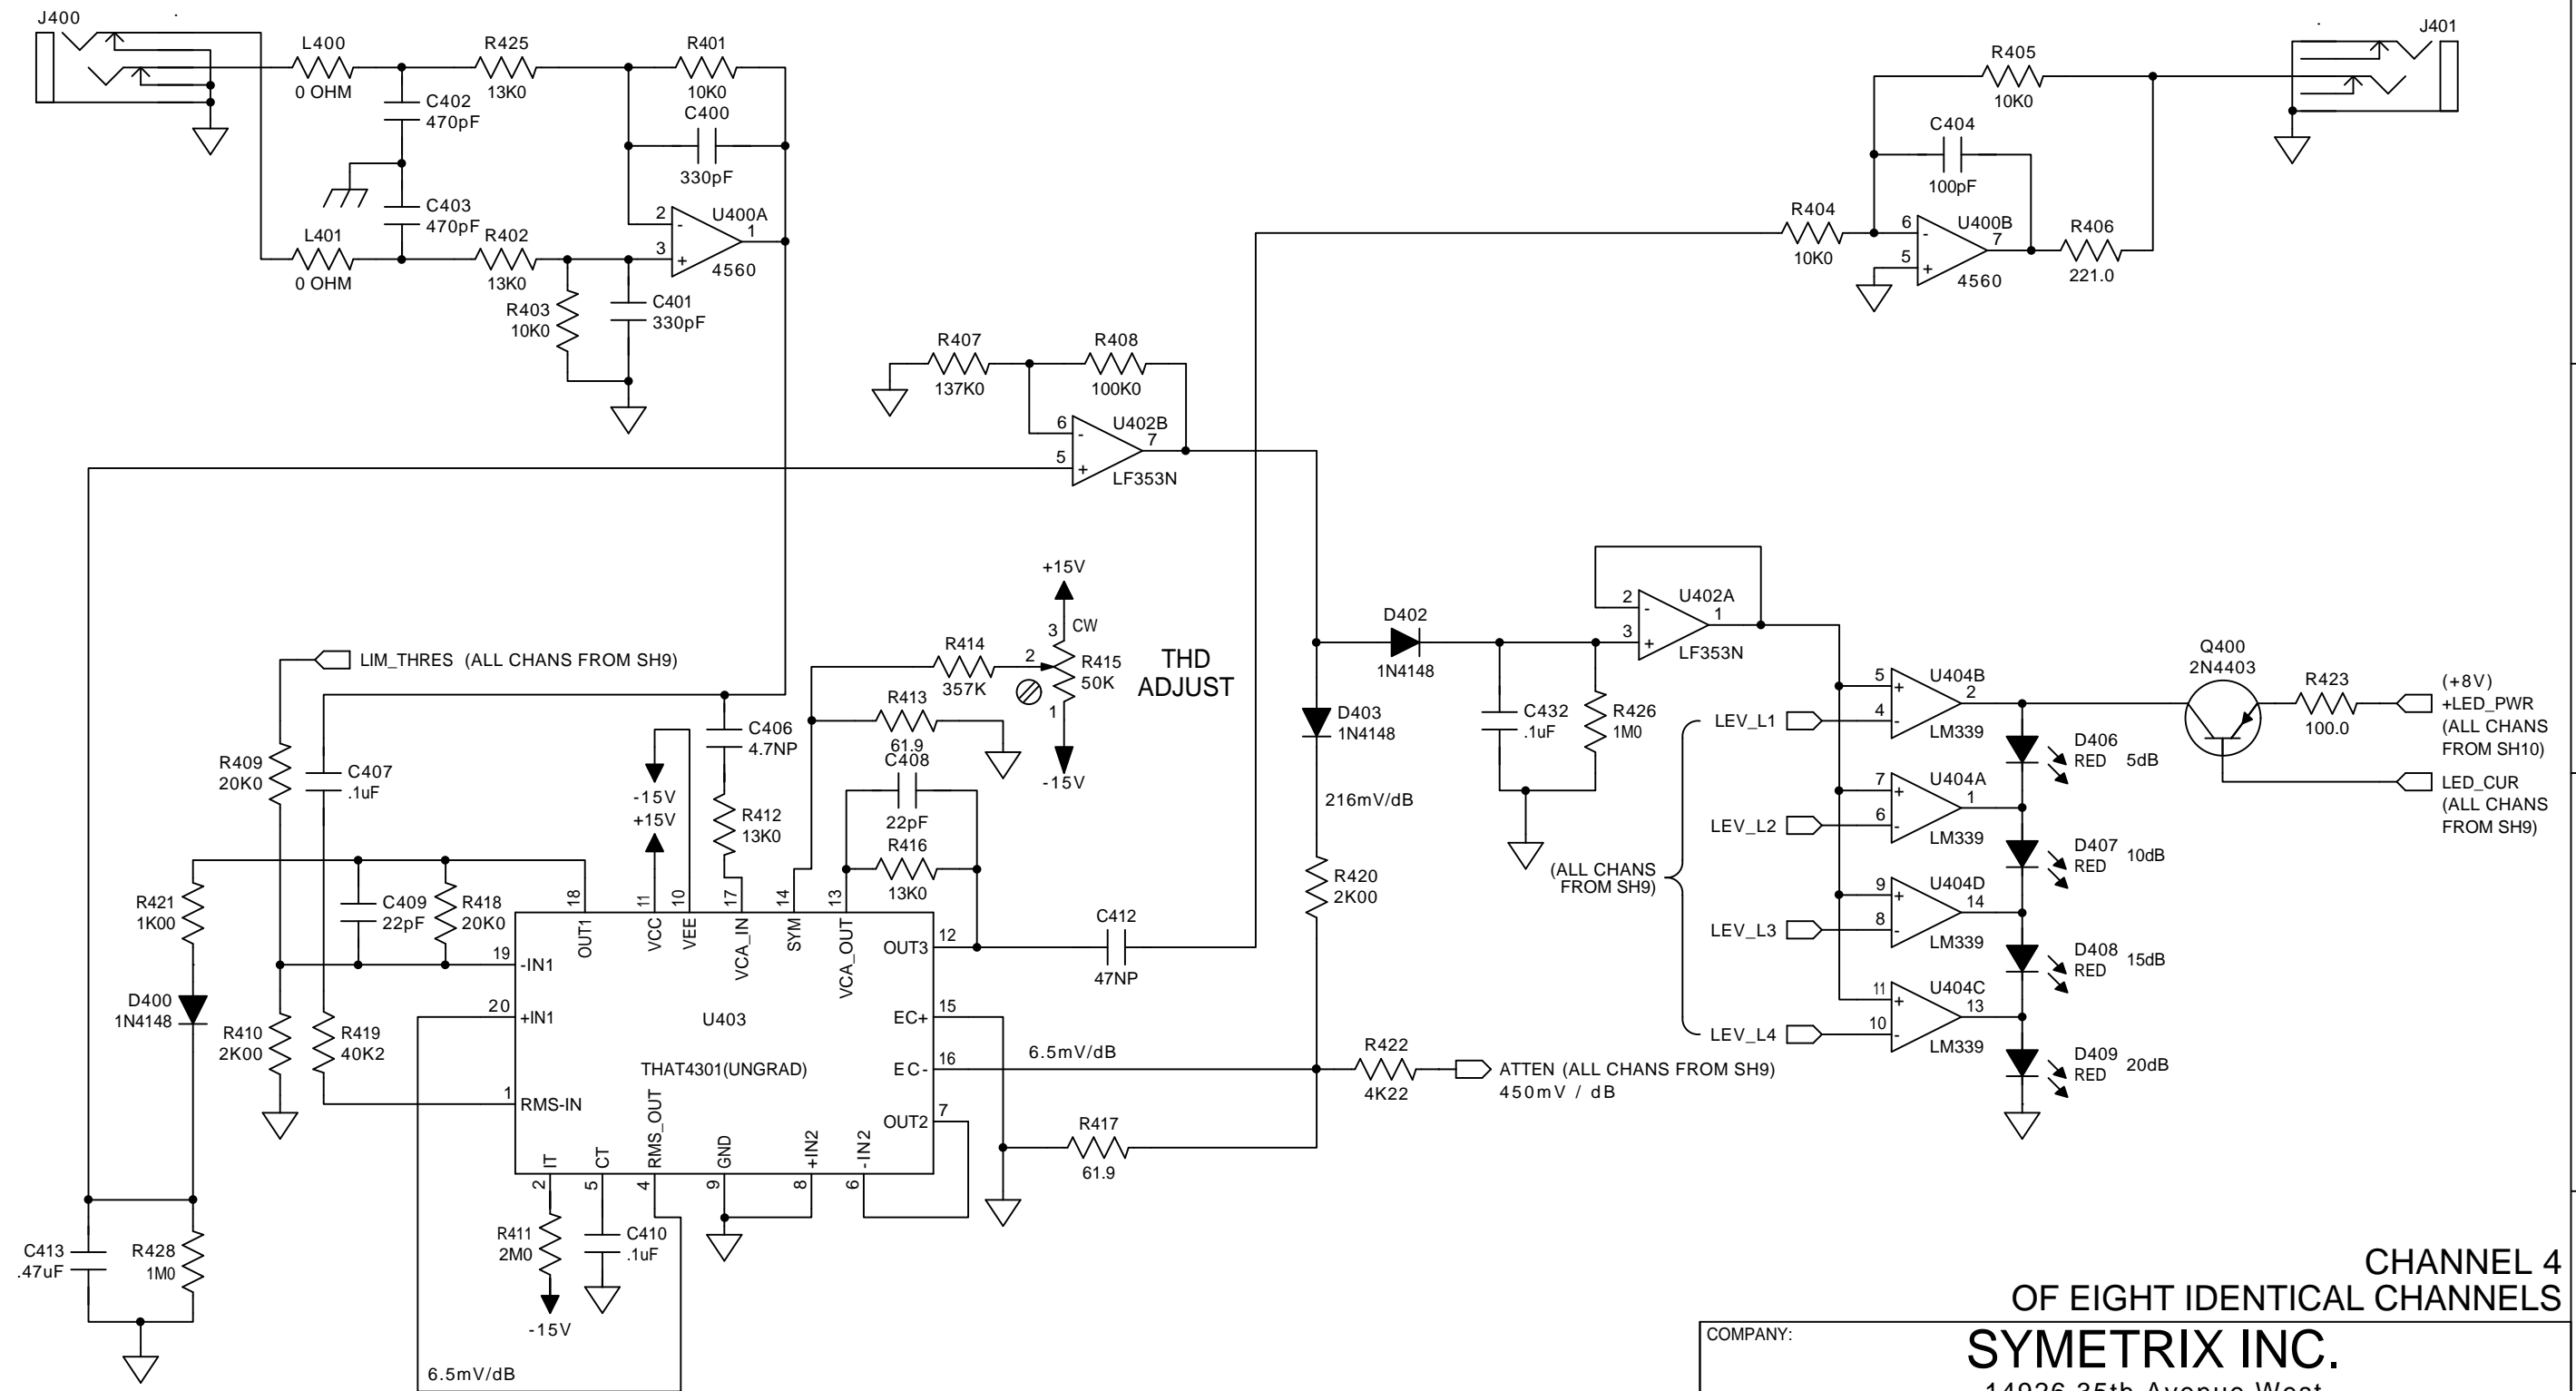 J400
L400
0 OHM
R425
13K0
R401
10K0
C400
330pF
C402
470pF
C403
470pF
L401
0 OHM
R402
13K0
R403
10K0
C401
330pF
2
-
3
+
U400A
1
4560
R405
10K0
J401
C404
100pF
R404
10K0
6
-
5
+
U400B
7
4560
R406
221.0
R407
137K0
R408
100K0
6
-
5
+
U402B
7
LF353N
+15V
3
CW
2
R415
50K
1
-15V
THD
ADJUST
R414
357K
R413
61.9
C408
22pF
R416
13K0
LIM_THRES (ALL CHANS FROM SH9)
R409
20K0
C407
.1uF
C406
4.7NP
R412
13K0
-15V
+15V
R421
1K00
C409
22pF
R418
20K0
D400
1N4148
R410
2K00
R419
40K2
18
11
10
17
14
13
OUT1
VCC
VEE
VCA_IN
SYM
VCA_OUT
19
-IN1
20
+IN1
1
RMS-IN
U403
THAT4301(UNGRAD)
OUT3
12
EC+
15
EC-
16
OUT2
7
IT
CT
RMS_OUT
GND
+IN2
-IN2
2
5
4
9
8
6
C412
47NP
6.5mV/dB
R411
2M0
-15V
C410
.1uF
6.5mV/dB
C413
.47uF
R428
1M0
R417
61.9
R422
4K22
ATTEN (ALL CHANS FROM SH9)
450mV / dB
D402
1N4148
D403
1N4148
216mV/dB
R420
2K00
C432
.1uF
R426
1M0
2
-
3
+
U402A
1
LF353N
LEV_L1
LEV_L2
LEV_L3
LEV_L4
(ALL CHANS
FROM SH9)
5
+
4
-
U404B
2
LM339
7
+
6
-
U404A
1
LM339
9
+
8
-
U404D
14
LM339
11
+
10
-
U404C
13
LM339
D406
RED
5dB
D407
RED
10dB
D408
RED
15dB
D409
RED
20dB
Q400
2N4403
R423
100.0
(+8V)
+LED_PWR
(ALL CHANS
FROM SH10)
LED_CUR
(ALL CHANS
FROM SH9)
CHANNEL 4
OF EIGHT IDENTICAL CHANNELS
COMPANY:
SYMETRIX INC.
14926 35th Avenue West